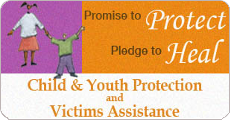 Promise to Protect
Pledge to Heal
Child & Youth Protection
and
Victims Assistance